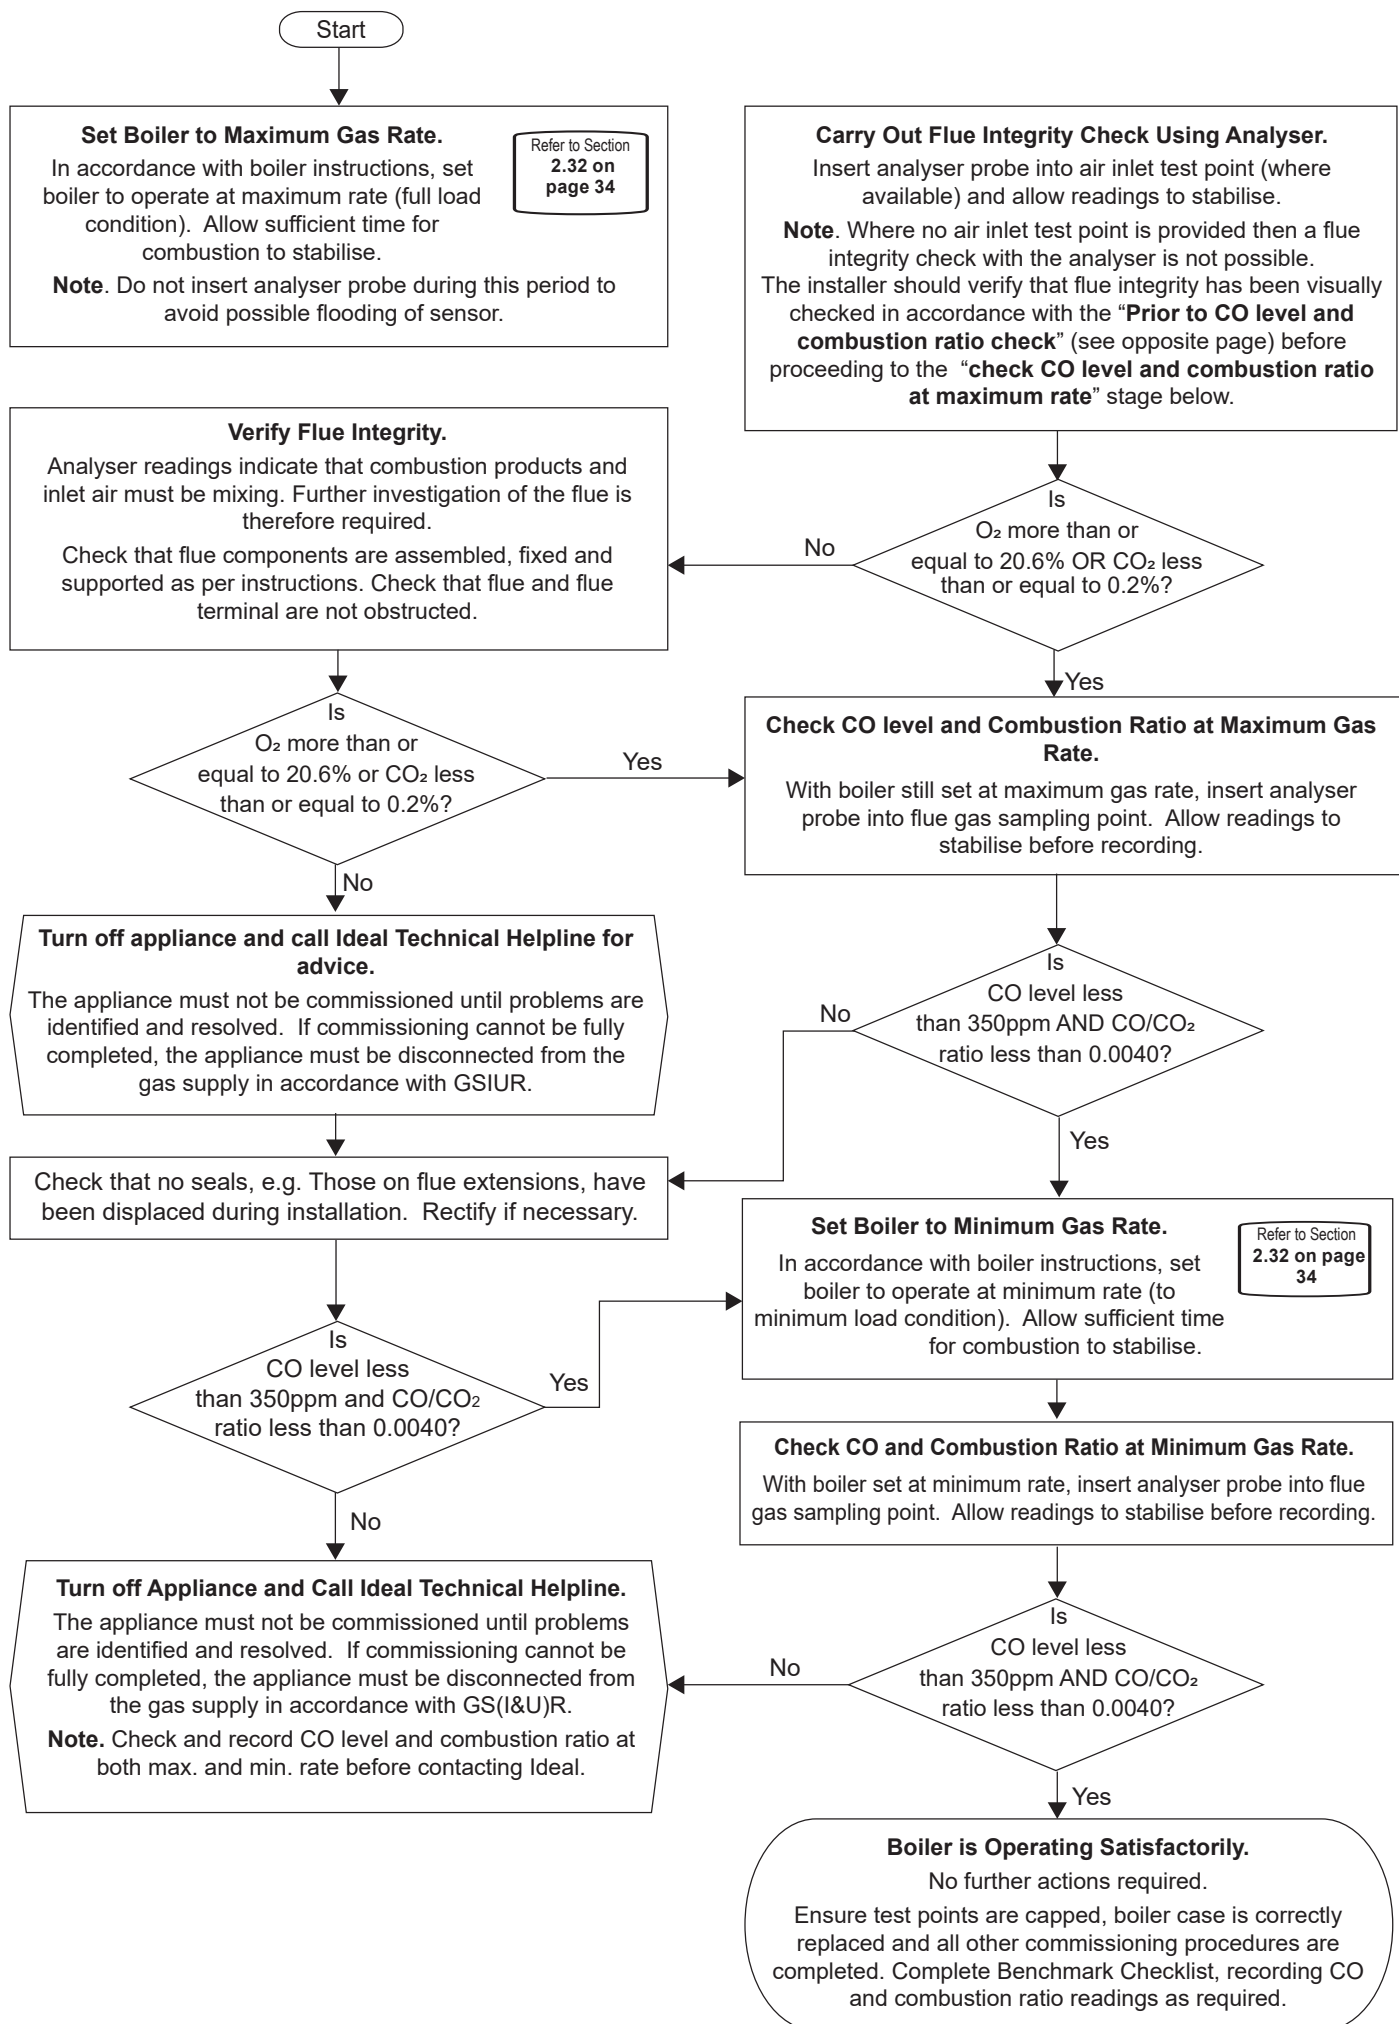 Start
Set Boiler to Maximum Gas Rate.
In accordance with boiler instructions, set
boiler to operate at maximum rate (full load
condition).  Allow sufficient time for
combustion to stabilise.
Note. Do not insert analyser probe during this period to
avoid possible flooding of sensor.
Refer to Section
2.32 on
page 34
Carry Out Flue Integrity Check Using Analyser.
Insert analyser probe into air inlet test point (where
available) and allow readings to stabilise.
Note. Where no air inlet test point is provided then a flue
integrity check with the analyser is not possible.
The installer should verify that flue integrity has been visually
checked in accordance with the “Prior to CO level and
combustion ratio check” (see opposite page) before
proceeding to the  “check CO level and combustion ratio
at maximum rate” stage below.
Is
O₂ more than or
equal to 20.6% OR CO₂ less
than or equal to 0.2%?
No
Yes
Verify Flue Integrity.
Analyser readings indicate that combustion products and
inlet air must be mixing. Further investigation of the flue is
therefore required.
Check that flue components are assembled, fixed and
supported as per instructions. Check that flue and flue
terminal are not obstructed.
Is
O₂ more than or
equal to 20.6% or CO₂ less
than or equal to 0.2%?
Yes
No
Check CO level and Combustion Ratio at Maximum Gas
Rate.
With boiler still set at maximum gas rate, insert analyser
probe into flue gas sampling point.  Allow readings to
stabilise before recording.
Turn off appliance and call Ideal Technical Helpline for
advice.
The appliance must not be commissioned until problems are
identified and resolved.  If commissioning cannot be fully
completed, the appliance must be disconnected from the
gas supply in accordance with GSIUR.
Is
CO level less
than 350ppm AND CO/CO₂
ratio less than 0.0040?
No
Yes
Check that no seals, e.g. Those on flue extensions, have
been displaced during installation.  Rectify if necessary.
Set Boiler to Minimum Gas Rate.
In accordance with boiler instructions, set
boiler to operate at minimum rate (to
minimum load condition).  Allow sufficient time
for combustion to stabilise.
Refer to Section
2.32 on page
34
Is
CO level less
than 350ppm and CO/CO₂
ratio less than 0.0040?
Yes
No
Check CO and Combustion Ratio at Minimum Gas Rate.
With boiler set at minimum rate, insert analyser probe into flue
gas sampling point.  Allow readings to stabilise before recording.
Turn off Appliance and Call Ideal Technical Helpline.
The appliance must not be commissioned until problems
are identified and resolved.  If commissioning cannot be
fully completed, the appliance must be disconnected from
the gas supply in accordance with GS(I&U)R.
Note. Check and record CO level and combustion ratio at
both max. and min. rate before contacting Ideal.
Is
CO level less
than 350ppm AND CO/CO₂
ratio less than 0.0040?
No
Yes
Boiler is Operating Satisfactorily.
No further actions required.
Ensure test points are capped, boiler case is correctly
replaced and all other commissioning procedures are
completed. Complete Benchmark Checklist, recording CO
and combustion ratio readings as required.